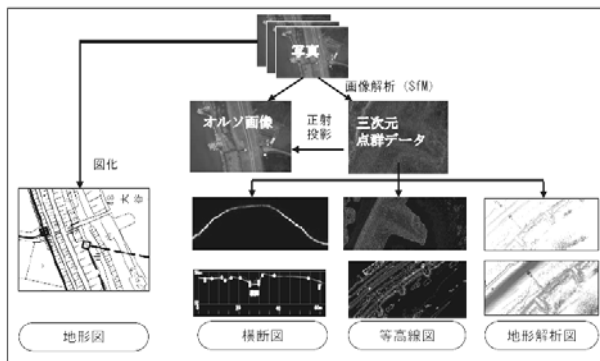 写真
画像解析 (SfM)
オルソ画像
正射
投影
三次元
点群データ
図化
大谷
地形図
横断図
等高線図
地形解析図